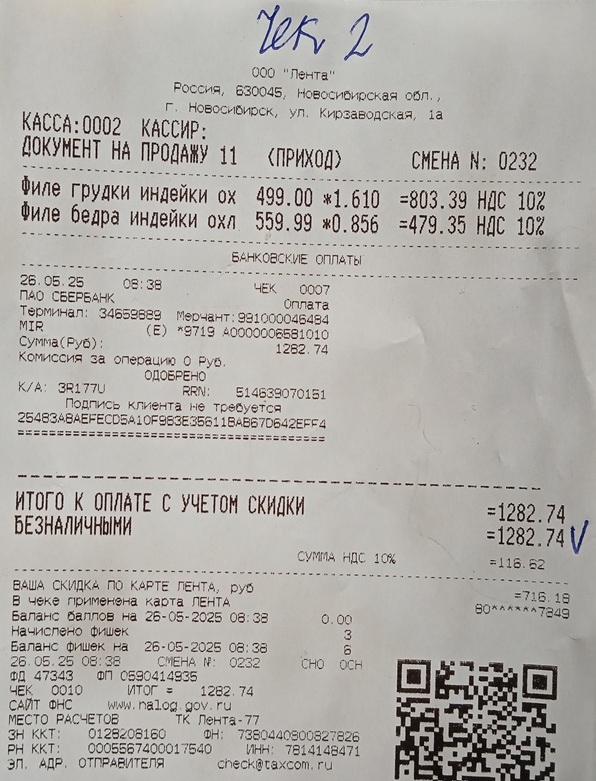 Чек 2
ООО "Лента"
Россия, 630045, Новосибирская обл.,
г. Новосибирск, ул. Кирзаводская, 1а
КАССА:0002 КАССИР:
ДОКУМЕНТ НА ПРОДАЖУ 11 (ПРИХОД) СМЕНА N: 0232
Филе грудки индейки ох 499.00 *1.610 =803.39 НДС 10%
Филе бедра индейки охл 559.99 *0.856 =479.35 НДС 10%
БАНКОВСКИЕ ОПЛАТЫ
26.05.25 08:38 ЧЕК 0007
ПАО СБЕРБАНК Оплата
Терминал: 34659889 Мерчант:991000046484
MIR (E) *9719 A0000006581010
Сумма(Руб): 1282.74
Комиссия за операцию 0 Руб.
ОДОБРЕНО
К/А: 3R177U RRN: 514639070151
Подпись клиента не требуется
25483A8AEFECD5A10F963E35611BAB67D642EFF4
==================================
ИТОГО К ОПЛАТЕ С УЧЕТОМ СКИДКИ =1282.74
БЕЗНАЛИЧНЫМИ =1282.74 V
СУММА НДС 10% =116.62
ВАША СКИДКА ПО КАРТЕ ЛЕНТА, руб =716.18
В чеке применена карта ЛЕНТА 80******7849
Баланс баллов на 26-05-2025 08:38 0.00
Начислено фишек 3
Баланс фишек на 26-05-2025 08:38 6
26.05.25 08:38 СМЕНА №: 0232 СНО ОСН
ФД 47343 ФП 0590414935
ЧЕК 0010 ИТОГ = 1282.74
САЙТ ФНС www.nalog.gov.ru
МЕСТО РАСЧЕТОВ ТК Лента-77
ЗН ККТ: 0128208160 ФН: 7380440800827826
РН ККТ: 0005567400017540 ИНН: 7814148471
ЭЛ. АДР. ОТПРАВИТЕЛЯ check@taxcom.ru